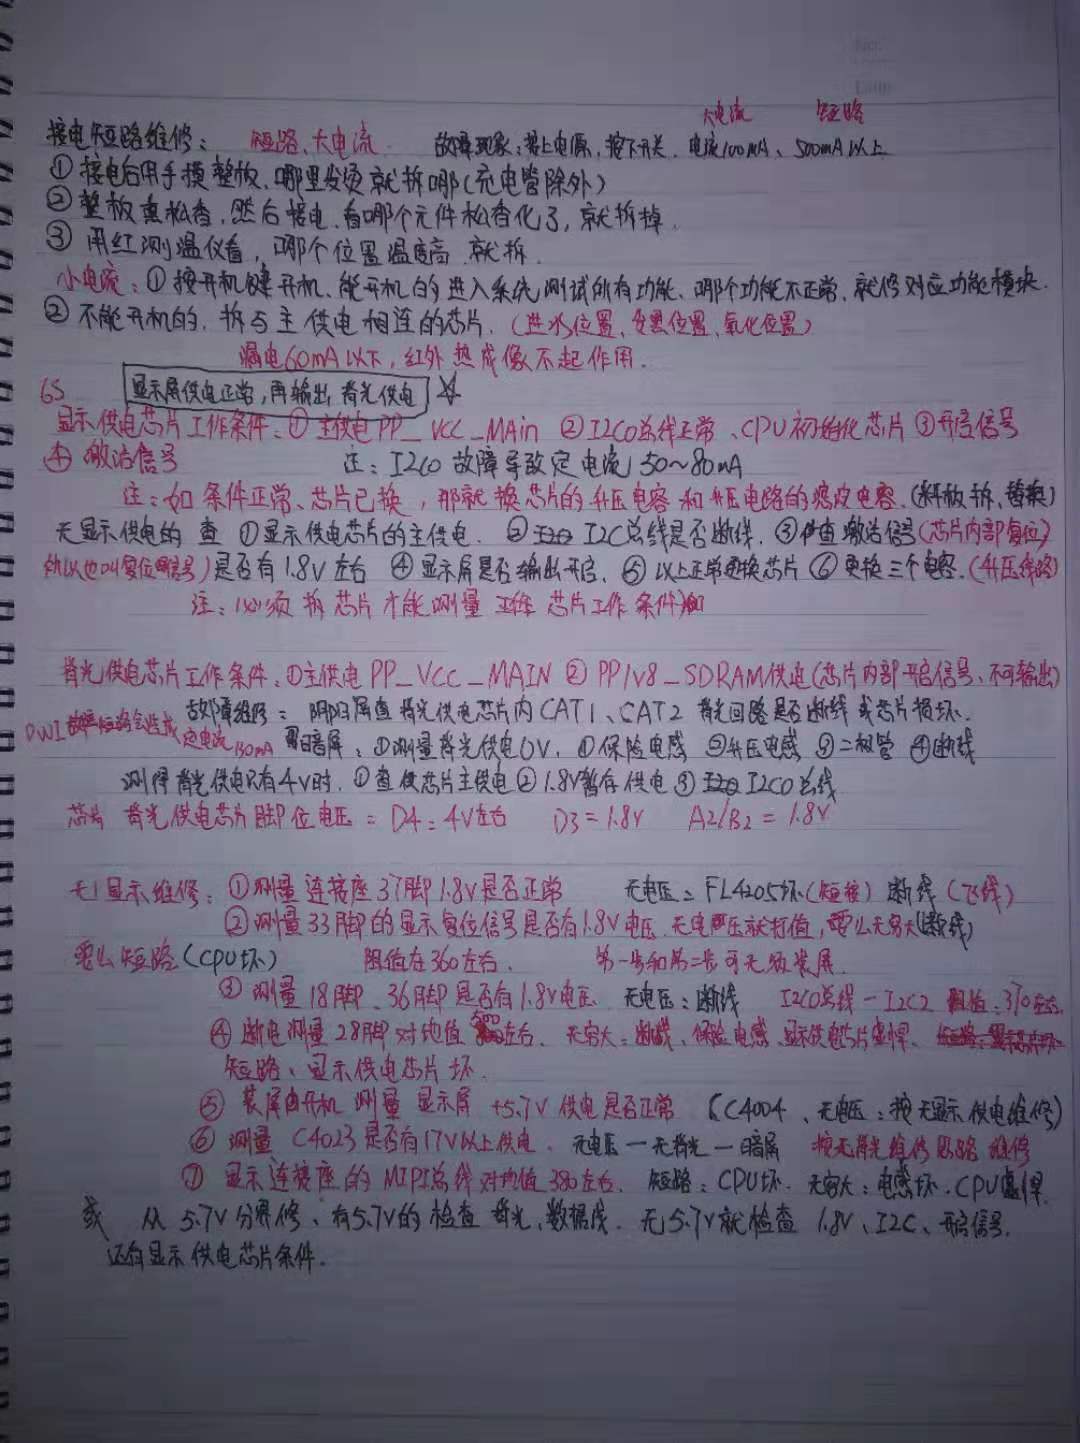 大电流 短路
接电短路维修: 短路、大电流. 故障现象:接上电源,按下开关,电流100mA、500mA以上
① 接电后用手摸整板,哪里发烫就拆哪(充电管除外)
② 整板熏松香,然后接电,看哪个元件松香化了,就拆掉.
③ 用红测温仪看,哪个位置温度高 就拆.
小电流:① 按开机键开机、能开机的进入系统测试所有功能、哪个功能不正常、就修对应功能模块.
② 不能开机的,拆与主供电相连的芯片.(进水位置、受墨位置、氧化位置)
漏电60mA以下,红外热成像不起作用.
6S 显示屏供电正常,再输出背光供电 ☆
显示供电芯片工作条件:① 主供电PP_VCC_MAin ② I2C0总线正常、CPU初始化芯片 ③开启信号
④ 激活信号 注:I2C0故障导致定电流50~80mA
注:如条件正常、芯片已换,那就换芯片的升压电容和升压电路的滤波电容.(料板拆、替换)
无显示供电的 查 ①显示供电芯片的主供电. ② I2C总线是否断线. ③ 查激活信号(芯片内部复位)
所以也叫复位信号)是否有1.8V左右 ④ 显示屏是否输出开启. ⑤ 以上正常更换芯片 ⑥ 更换三个电容.(升压线路)
注:必须拆芯片才能测量 芯片工作条件
背光供电芯片工作条件:①主供电PP_VCC_MAIN ② PP1V8_SDRAM供电(芯片内部开启信号、不可输出)
故障维修: 阴阳屏查背光供电芯片内CAT1、CAT2 背光回路是否断线或芯片损坏.
DWI 定电流130mA 暗屏:①测量背光供电0V, ①保险电感 ②升压电感 ③二极管 ④断线
测得背光供电只有4V时,①查供芯片主供电 ② 1.8V暂存供电 ③ I2C0总线
芯片 背光供电芯片脚位电压: D4:4V左右 D3=1.8V A2/B2=1.8V
无显示维修:①测量连接座37脚1.8V是否正常 无电压:FL4205坏(短接) 断线(飞线)
②测量33脚的显示复位信号是否有1.8V电压. 无电压就打值,要么无穷大(断线)
要么短路(CPU坏) 阻值在360左右. 第一步和第二步可无须装屏.
③ 测量18脚、36脚是否有1.8V电压 无电压:断线 I2C0总线—I2C2 阻值:370左右.
④ 断电测量28脚对地值500左右. 无穷大:断线、保险电感、显示供电芯片虚焊.
短路、显示供电芯片坏.
⑤ 装屏开机 测量显示屏+5.7V供电是否正常 (C4004、无电压:按无显示供电维修)
⑥ 测量C4023是否有17V以上供电. 无电压—无背光—暗屏 按无背光维修思路维修
⑦ 显示连接座的MIPI总线对地值380左右. 短路:CPU坏. 无穷大:电感坏.CPU虚焊.
或 从5.7V分界修、有5.7V的检查背光、数据线. 无5.7V就检查1.8V、I2C、开启信号.
还有显示供电芯片条件.